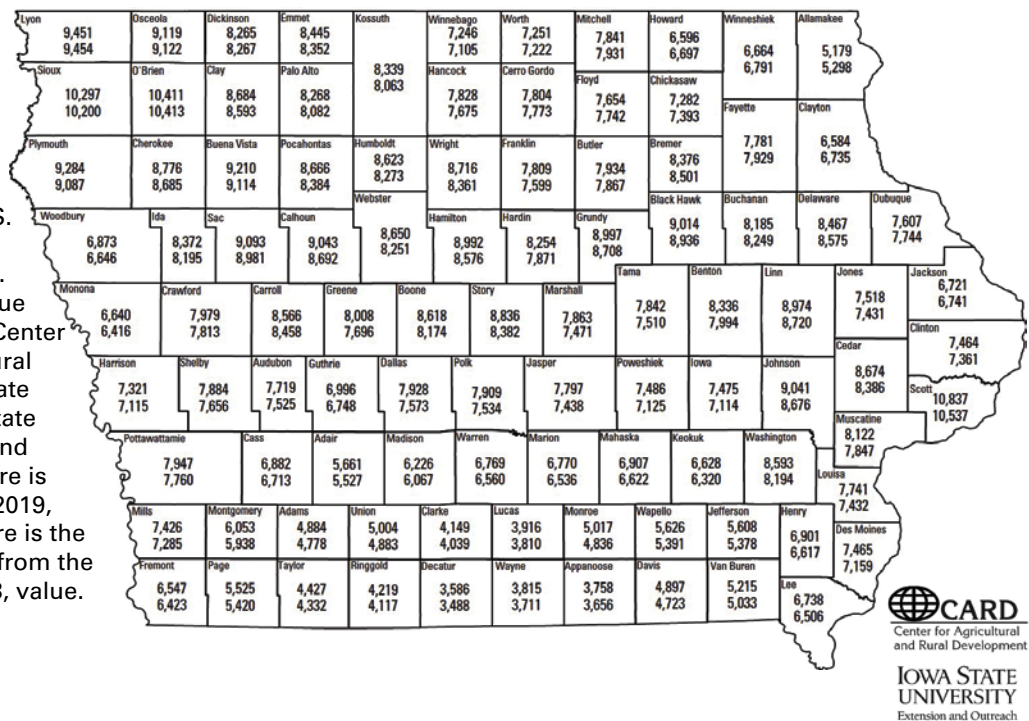 Lyon
9,451
9,454
Osceola
9,119
9,122
Dickinson
8,265
8,267
Emmet
8,445
8,352
Kossuth
8,339
8,063
Winnebago
7,246
7,105
Worth
7,251
7,222
Mitchell
7,841
7,931
Howard
6,596
6,697
Winneshiek
6,664
6,791
Allamakee
5,179
5,298
Sioux
10,297
10,200
O'Brien
10,411
10,413
Clay
8,684
8,593
Palo Alto
8,268
8,082
Hancock
7,828
7,675
Cerro Gordo
7,804
7,773
Floyd
7,654
7,742
Chickasaw
7,282
7,393
Fayette
7,781
7,929
Clayton
6,584
6,735
Plymouth
9,284
9,087
Cherokee
8,776
8,685
Buena Vista
9,210
9,114
Pocahontas
8,666
8,384
Humboldt
8,623
8,273
Wright
8,716
8,361
Franklin
7,809
7,599
Butler
7,934
7,867
Bremer
8,376
8,501
Woodbury
6,873
6,646
Ida
8,372
8,195
Sac
9,093
8,981
Calhoun
9,043
8,692
Webster
8,650
8,251
Hamilton
8,992
8,576
Hardin
8,254
7,871
Grundy
8,997
8,708
Black Hawk
9,014
8,936
Buchanan
8,185
8,249
Delaware
8,467
8,575
Dubuque
7,607
7,744
Monona
6,640
6,416
Crawford
7,979
7,813
Carroll
8,566
8,458
Greene
8,008
7,696
Boone
8,618
8,174
Story
8,836
8,382
Marshall
7,863
7,471
Tama
7,842
7,510
Benton
8,336
7,994
Linn
8,974
8,720
Jones
7,518
7,431
Jackson
6,721
6,741
Clinton
7,464
7,361
Harrison
7,321
7,115
Shelby
7,884
7,656
Audubon
7,719
7,525
Guthrie
6,996
6,748
Dallas
7,928
7,573
Polk
7,909
7,534
Jasper
7,797
7,438
Poweshiek
7,486
7,125
Iowa
7,475
7,114
Johnson
9,041
8,676
Cedar
8,674
8,386
Scott
10,837
10,537
Muscatine
8,122
7,847
Pottawattamie
7,947
7,760
Cass
6,882
6,713
Adair
5,661
5,527
Madison
6,226
6,067
Warren
6,769
6,560
Marion
6,770
6,536
Mahaska
6,907
6,622
Keokuk
6,628
6,320
Washington
8,593
8,194
Louisa
7,741
7,432
Mills
7,426
7,285
Montgomery
6,053
5,938
Adams
4,884
4,778
Union
5,004
4,883
Clarke
4,149
4,039
Lucas
3,916
3,810
Monroe
5,017
4,836
Wapello
5,626
5,391
Jefferson
5,608
5,378
Henry
6,901
6,617
Des Moines
7,465
7,159
Fremont
6,547
6,423
Page
5,525
5,420
Taylor
4,427
4,332
Ringgold
4,219
4,117
Decatur
3,586
3,488
Wayne
3,815
3,711
Appanoose
3,758
3,656
Davis
4,897
4,723
Van Buren
5,215
5,033
Lee
6,738
6,506
S.
.
ue
Center
ural
ate
tate
nd
re is
2019,
re is the
from the
3, value.
CARD
Center for Agricultural
and Rural Development
IOWA STATE
UNIVERSITY
Extension and Outreach